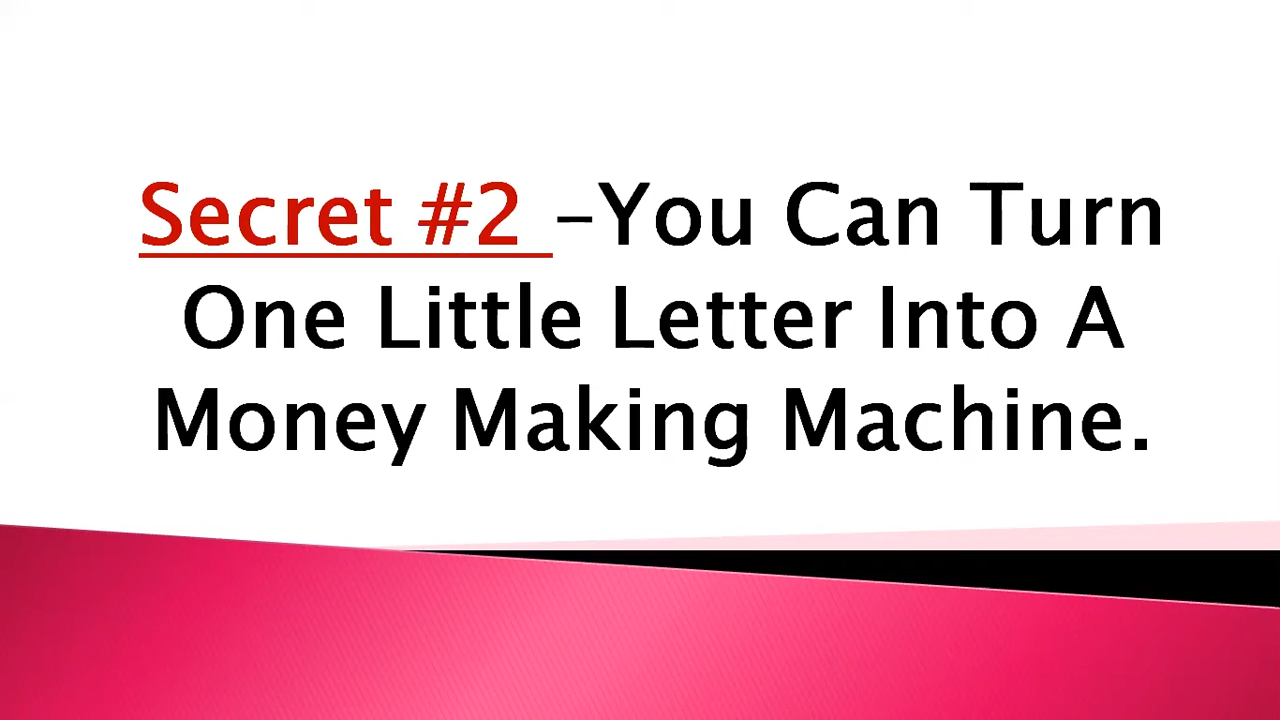 Secret #2 -You Can Turn
One Little Letter Into A
Money Making Machine.